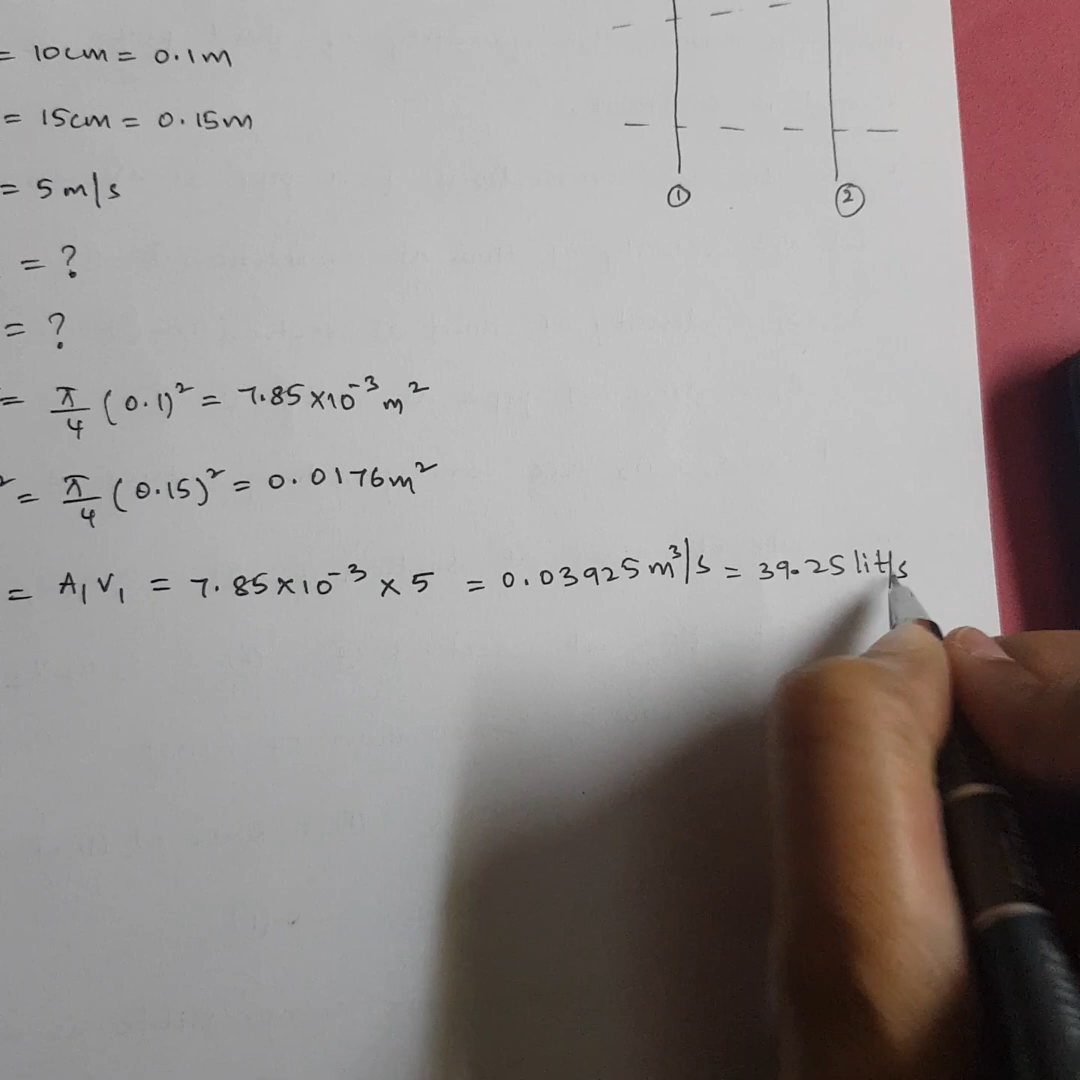 = 10cm = 0.1m
= 15cm = 0.15m
= 5 m/s
① ②
= ?
= ?
= π/4 (0.1)² = 7.85×10⁻³ m²
² = π/4 (0.15)² = 0.0176m²
= A₁V₁ = 7.85×10⁻³ × 5 = 0.03925 m³/s = 39.25 lit/s